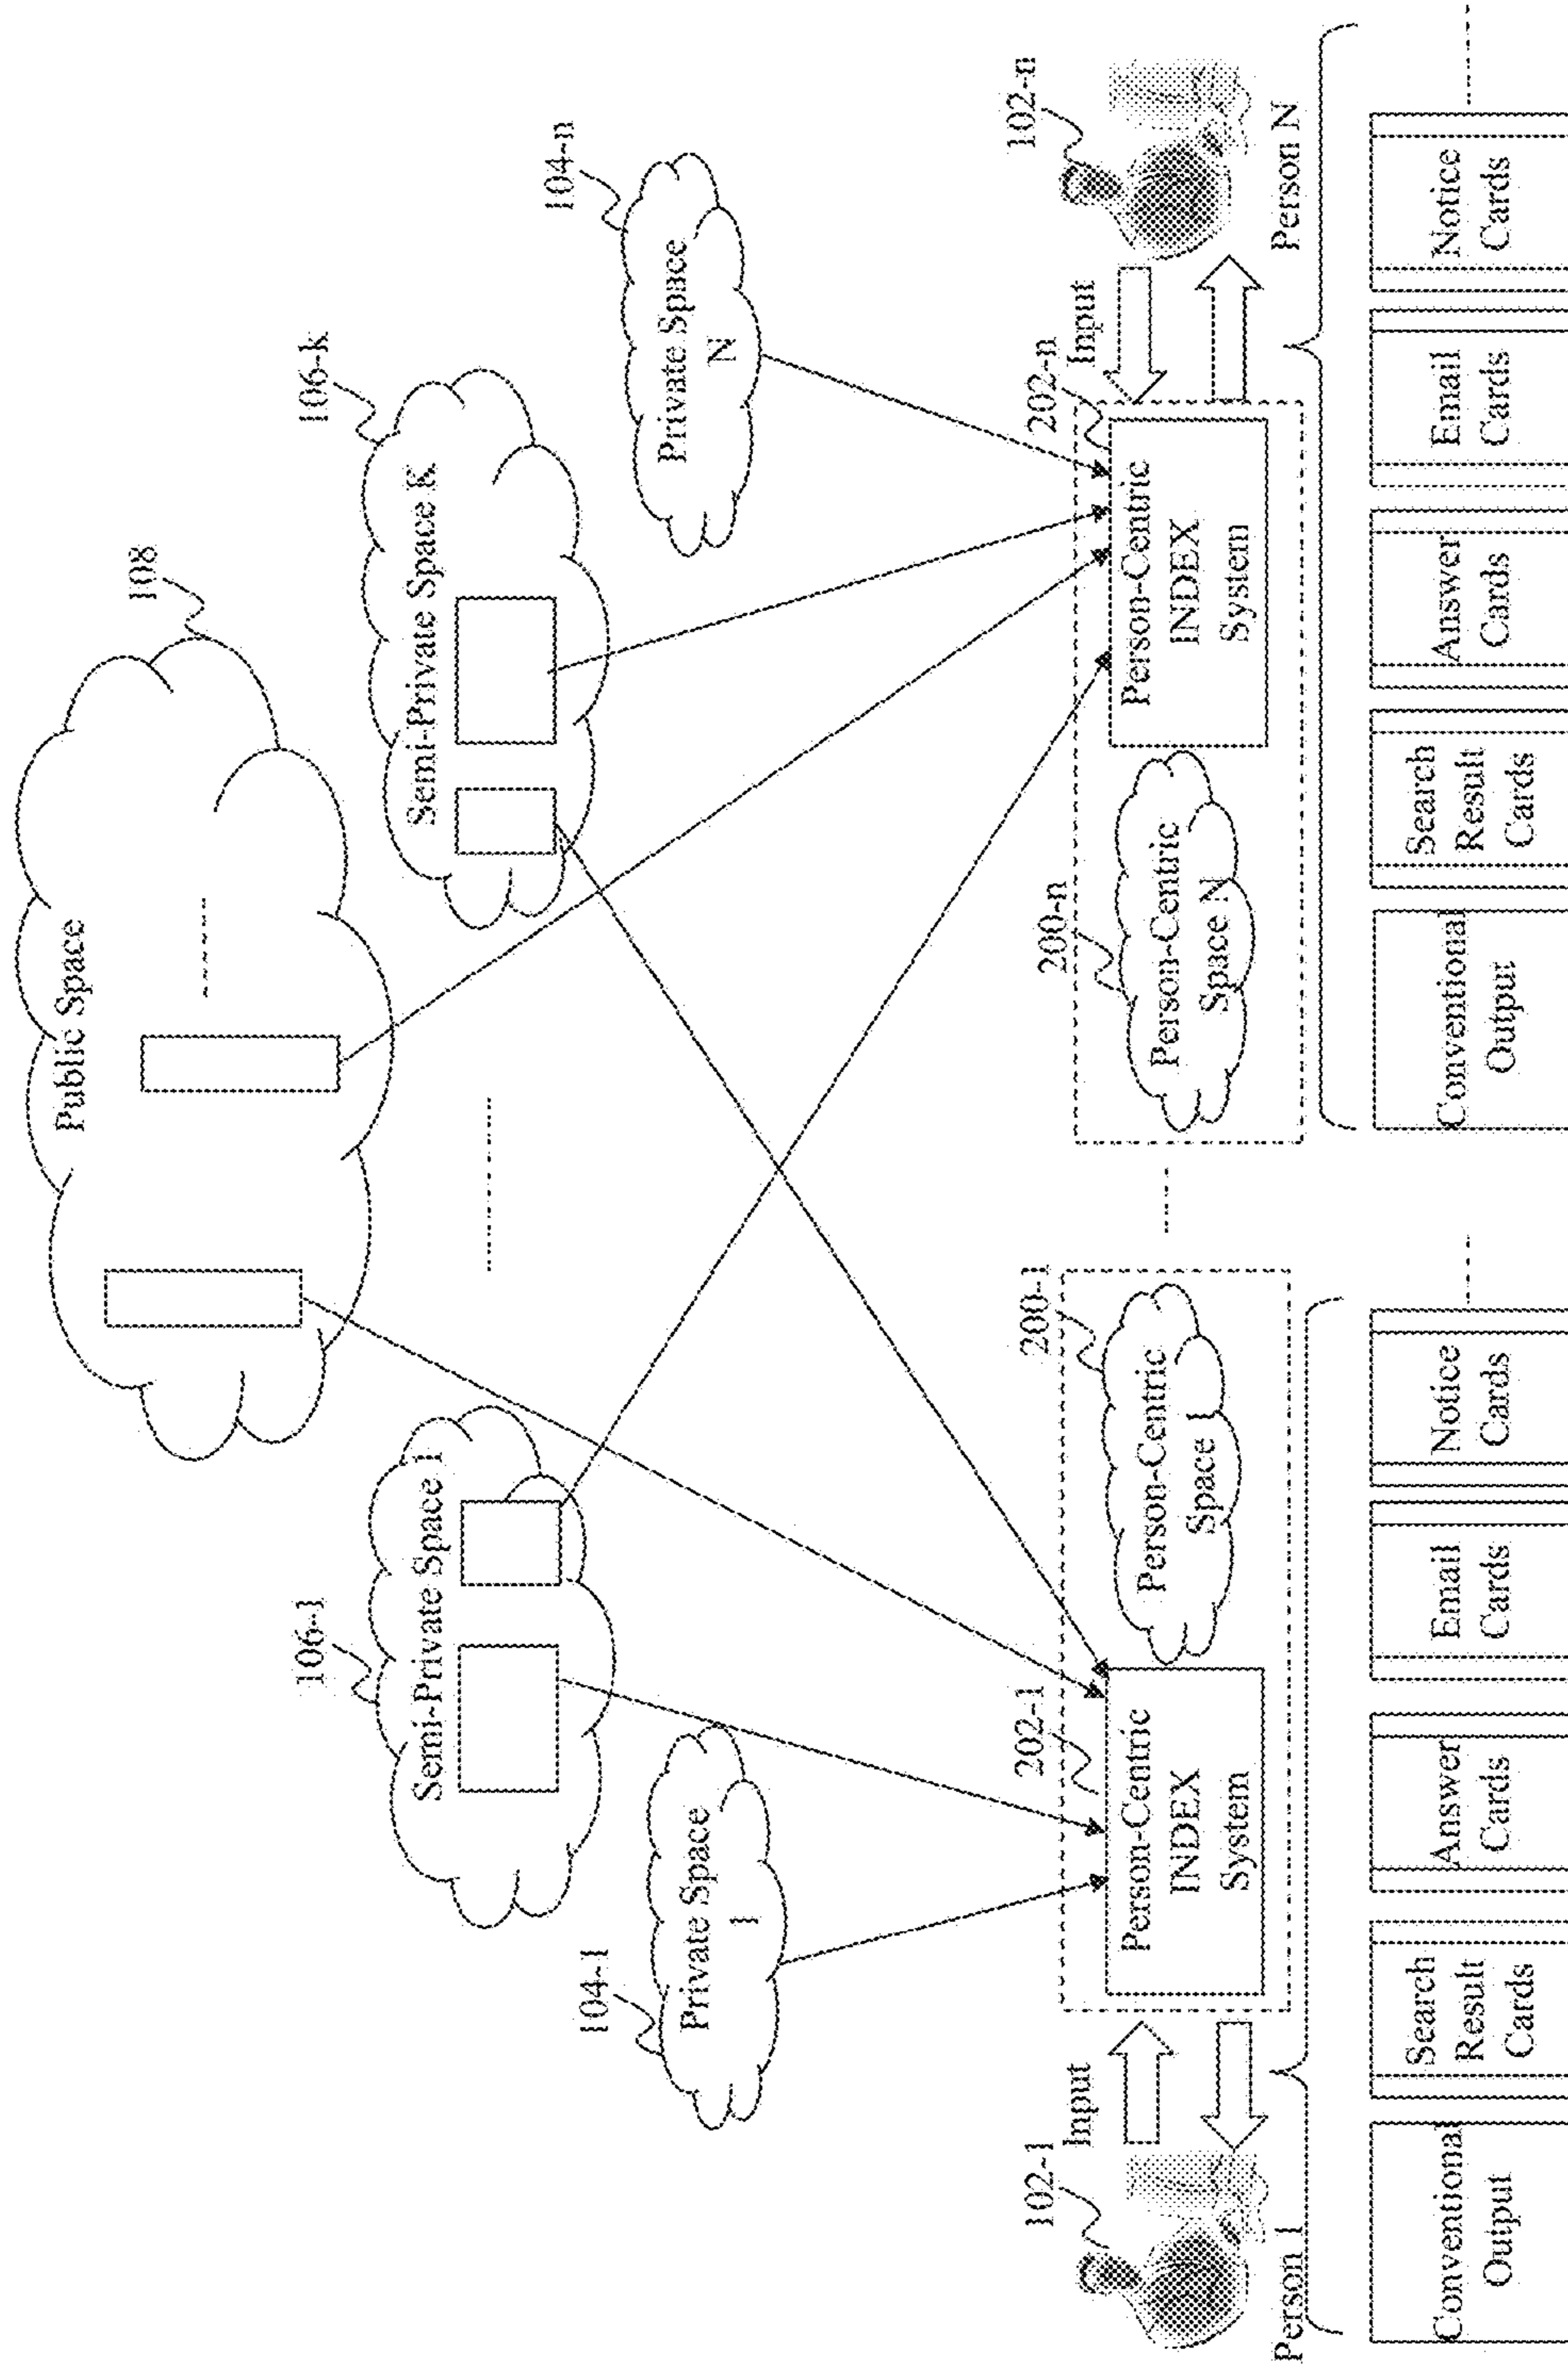 108
Public Space
106-1
Semi-Private Space 1
106-k
Semi-Private Space K
104-1
Private Space
1
104-n
Private Space
N
102-1
Input
Person 1
202-1
Person-Centric
INDEX
System
200-1
Person-Centric
Space 1
200-n
Person-Centric
Space N
202-n
Person-Centric
INDEX
System
Input
102-n
Person N
Conventional
Output
Search
Result
Cards
Answer
Cards
Email
Cards
Notice
Cards
Conventional
Output
Search
Result
Cards
Answer
Cards
Email
Cards
Notice
Cards